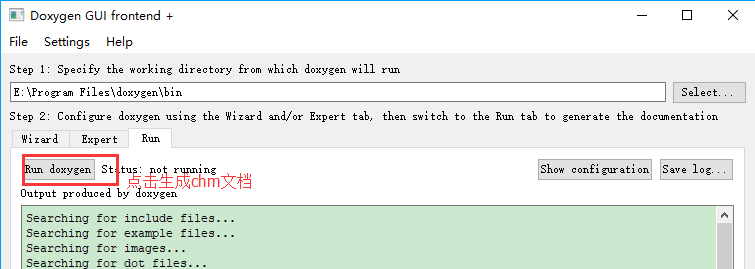 Doxygen GUI frontend +
File Settings Help
Step 1: Specify the working directory from which doxygen will run
E:\Program Files\doxygen\bin
Select...
Step 2: Configure doxygen using the Wizard and/or Expert tab, then switch to the Run tab to generate the documentation
Wizard Expert Run
Run doxygen Status: not running Show configuration Save log...
点击生成chm文档
Output produced by doxygen
Searching for include files...
Searching for example files...
Searching for images...
Searching for dot files...